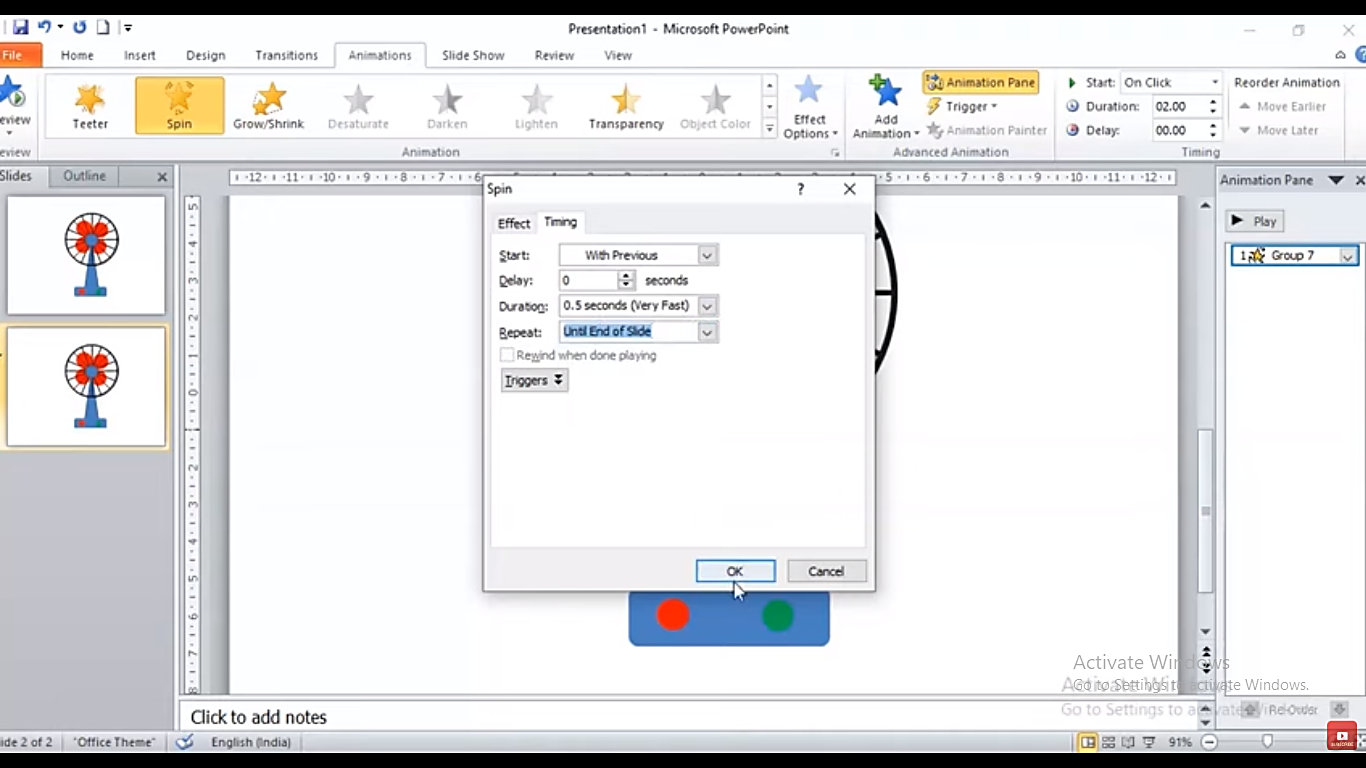 Presentation1 - Microsoft PowerPoint
File Home Insert Design Transitions Animations Slide Show Review View
Teeter Spin Grow/Shrink Desaturate Darken Lighten Transparency Object Color
Effect Options
Add Animation
Animation Pane
Trigger
Animation Painter
Start: On Click
Duration: 02.00
Delay: 00.00
Reorder Animation
Move Earlier
Move Later
eview
Animation
Advanced Animation
Timing
Slides Outline
Animation Pane
Play
1 Group 7
Spin
?
Effect Timing
Start: With Previous
Delay: 0 seconds
Duration: 0.5 seconds (Very Fast)
Repeat: Until End of Slide
Rewind when done playing
Triggers
OK Cancel
Activate Windows
Go to Settings to activate Windows.
Re-Order
Click to add notes
ide 2 of 2 "Office Theme" English (India) 91%
SUBSCRIBE